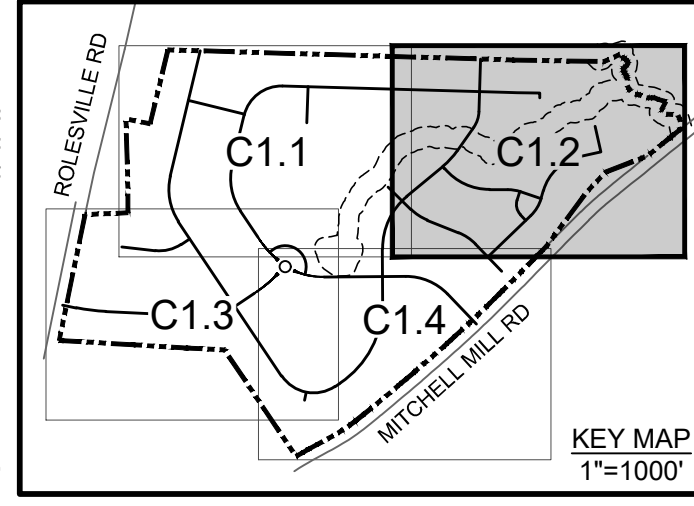 ROLESVILLE RD
C1.1
C1.2
C1.3
C1.4
MITCHELL MILL RD
KEY MAP
1"=1000'